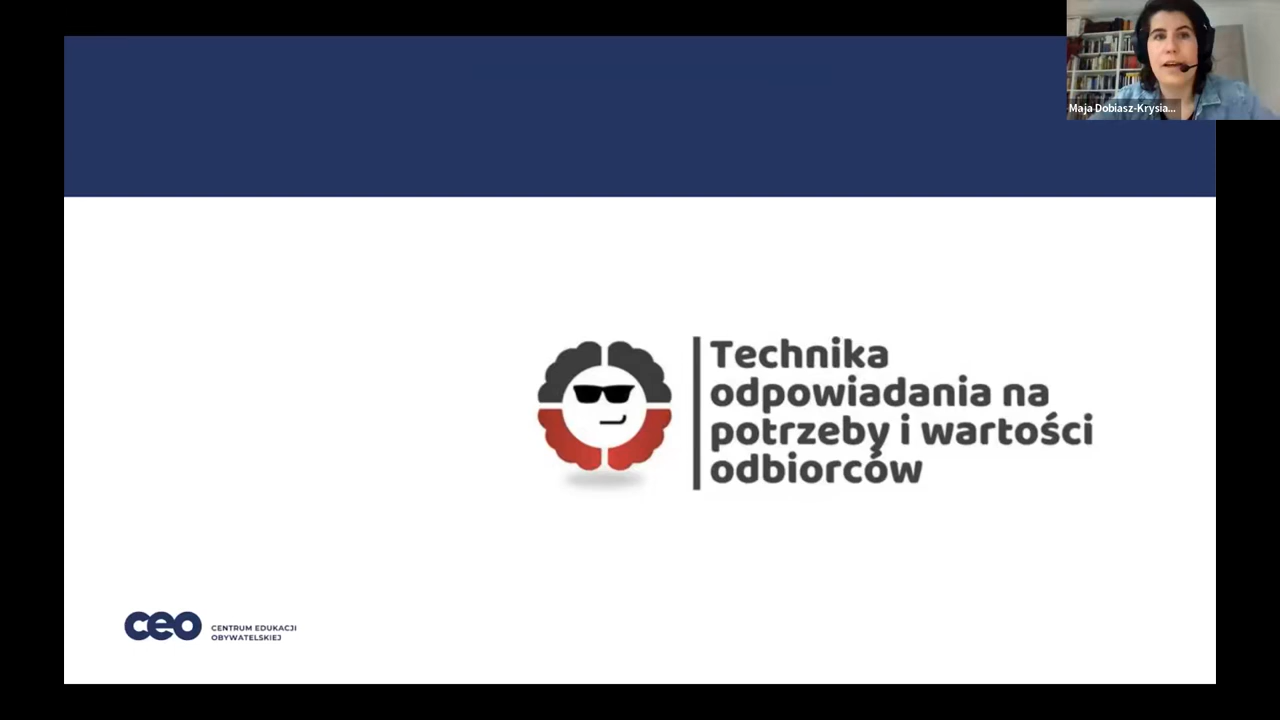 Maja Dobiasz-Krysia...
Technika
odpowiadania na
potrzeby i wartości
odbiorców
ceo
CENTRUM EDUKACJI
OBYWATELSKIEJ